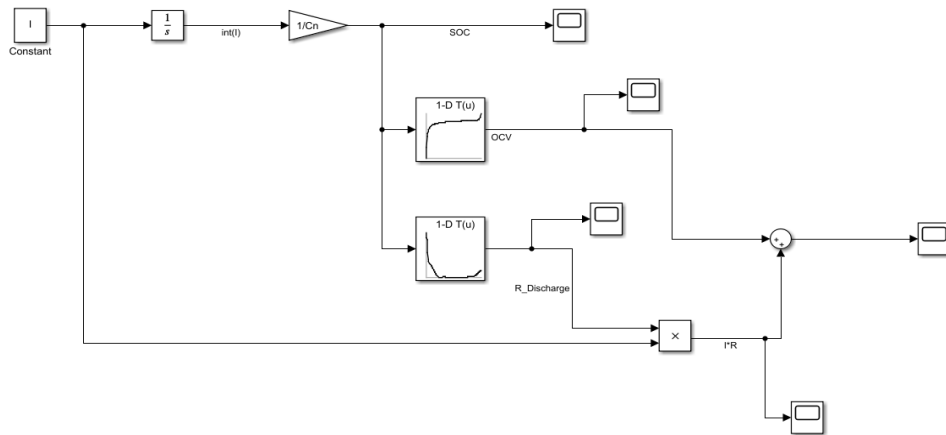 I
Constant
1
s
int(I)
1/Cn
SOC
1-D T(u)
OCV
1-D T(u)
R_Discharge
×
I*R
+
+